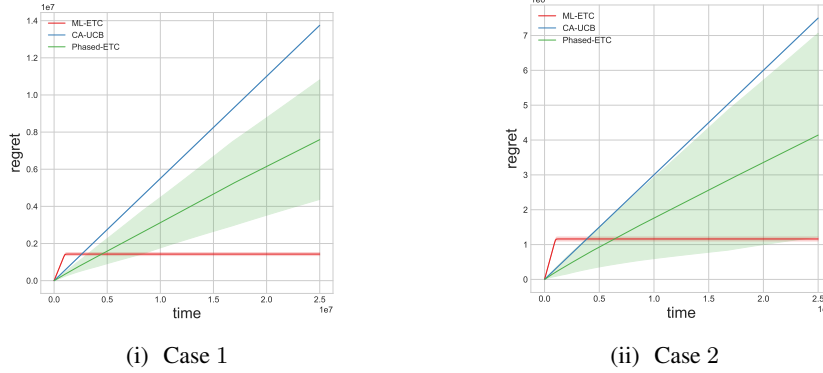 1e7
ML-ETC
CA-UCB
Phased-ETC
1.4
1.2
1.0
0.8
0.6
0.4
0.2
0.0
regret
0.0 0.5 1.0 1.5 2.0 2.5
time
1e7
(i) Case 1
ML-ETC
CA-UCB
Phased-ETC
7
6
5
4
3
2
1
0
regret
0.0 0.5 1.0 1.5 2.0 2.5
time
(ii) Case 2